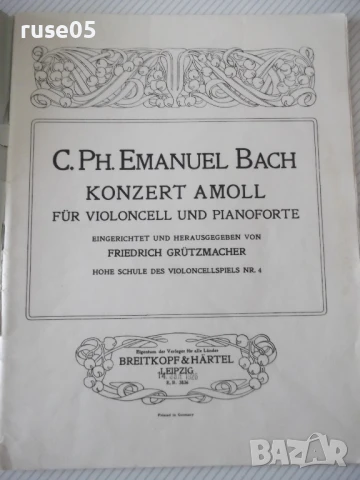 ruse05
C. PH. EMANUEL BACH
KONZERT A MOLL
FÜR VIOLONCELL UND PIANOFORTE
EINGERICHTET UND HERAUSGEGEBEN VON
FRIEDRICH GRÜTZMACHER
HOHE SCHULE DES VIOLONCELLSPIELS NR. 4
Eigentum der Verleger für alle Länder
BREITKOPF & HÄRTEL
LEIPZIG
Printed in Germany
bazar